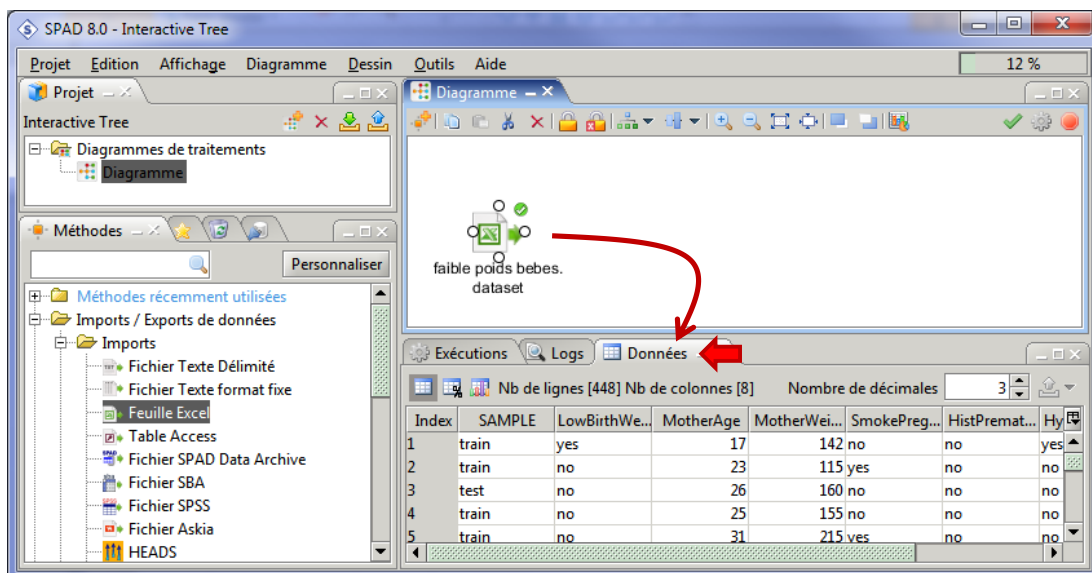 SPAD 8.0 - Interactive Tree
Projet Edition Affichage Diagramme Dessin Outils Aide 12 %
Projet
Interactive Tree
Diagrammes de traitements
Diagramme
Méthodes
Personnaliser
Méthodes récemment utilisées
Imports / Exports de données
Imports
Fichier Texte Délimité
Fichier Texte format fixe
Feuille Excel
Table Access
Fichier SPAD Data Archive
Fichier SBA
Fichier SPSS
Fichier Askia
HEADS
Diagramme
faible poids bebes.
dataset
Exécutions Logs Données
Nb de lignes [448] Nb de colonnes [8] Nombre de décimales 3
Index SAMPLE LowBirthWe... MotherAge MotherWei... SmokePreg... HistPremat... Hy
1 train yes 17 142 no no yes
2 train no 23 115 yes no no
3 test no 26 160 no no no
4 train no 25 155 no no no
5 train no 31 215 yes no no